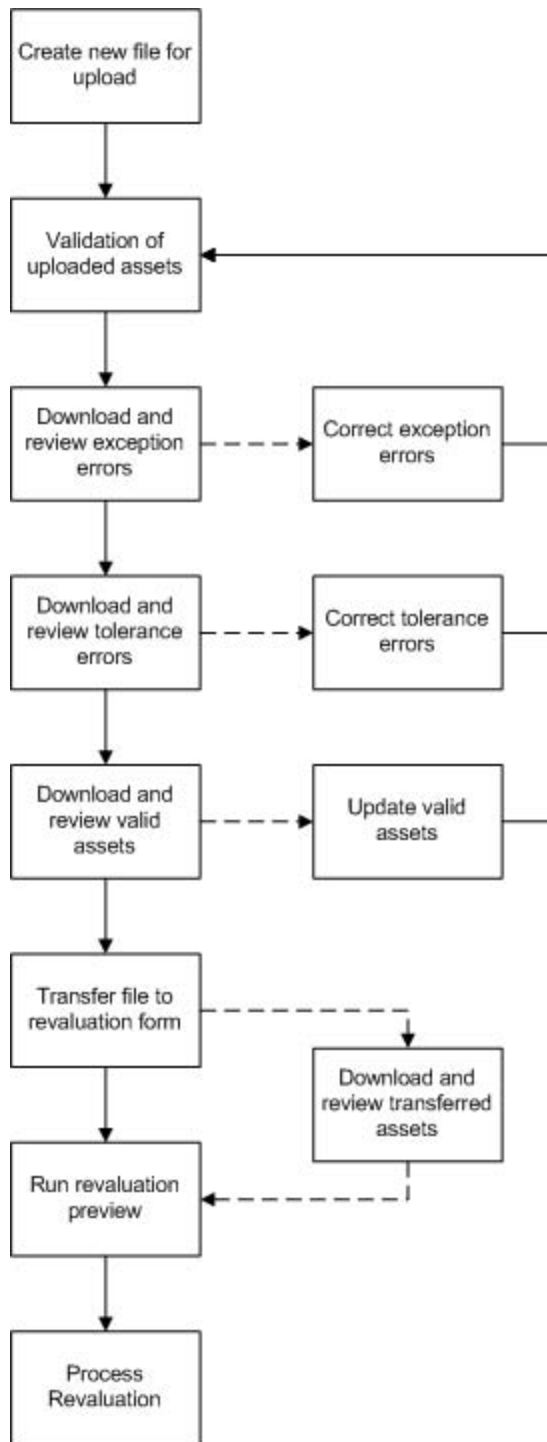 Create new file for
upload
Validation of
uploaded assets
Download and
review exception
errors
Correct exception
errors
Download and
review tolerance
errors
Correct tolerance
errors
Download and
review valid
assets
Update valid
assets
Transfer file to
revaluation form
Download and
review transferred
assets
Run revaluation
preview
Process
Revaluation